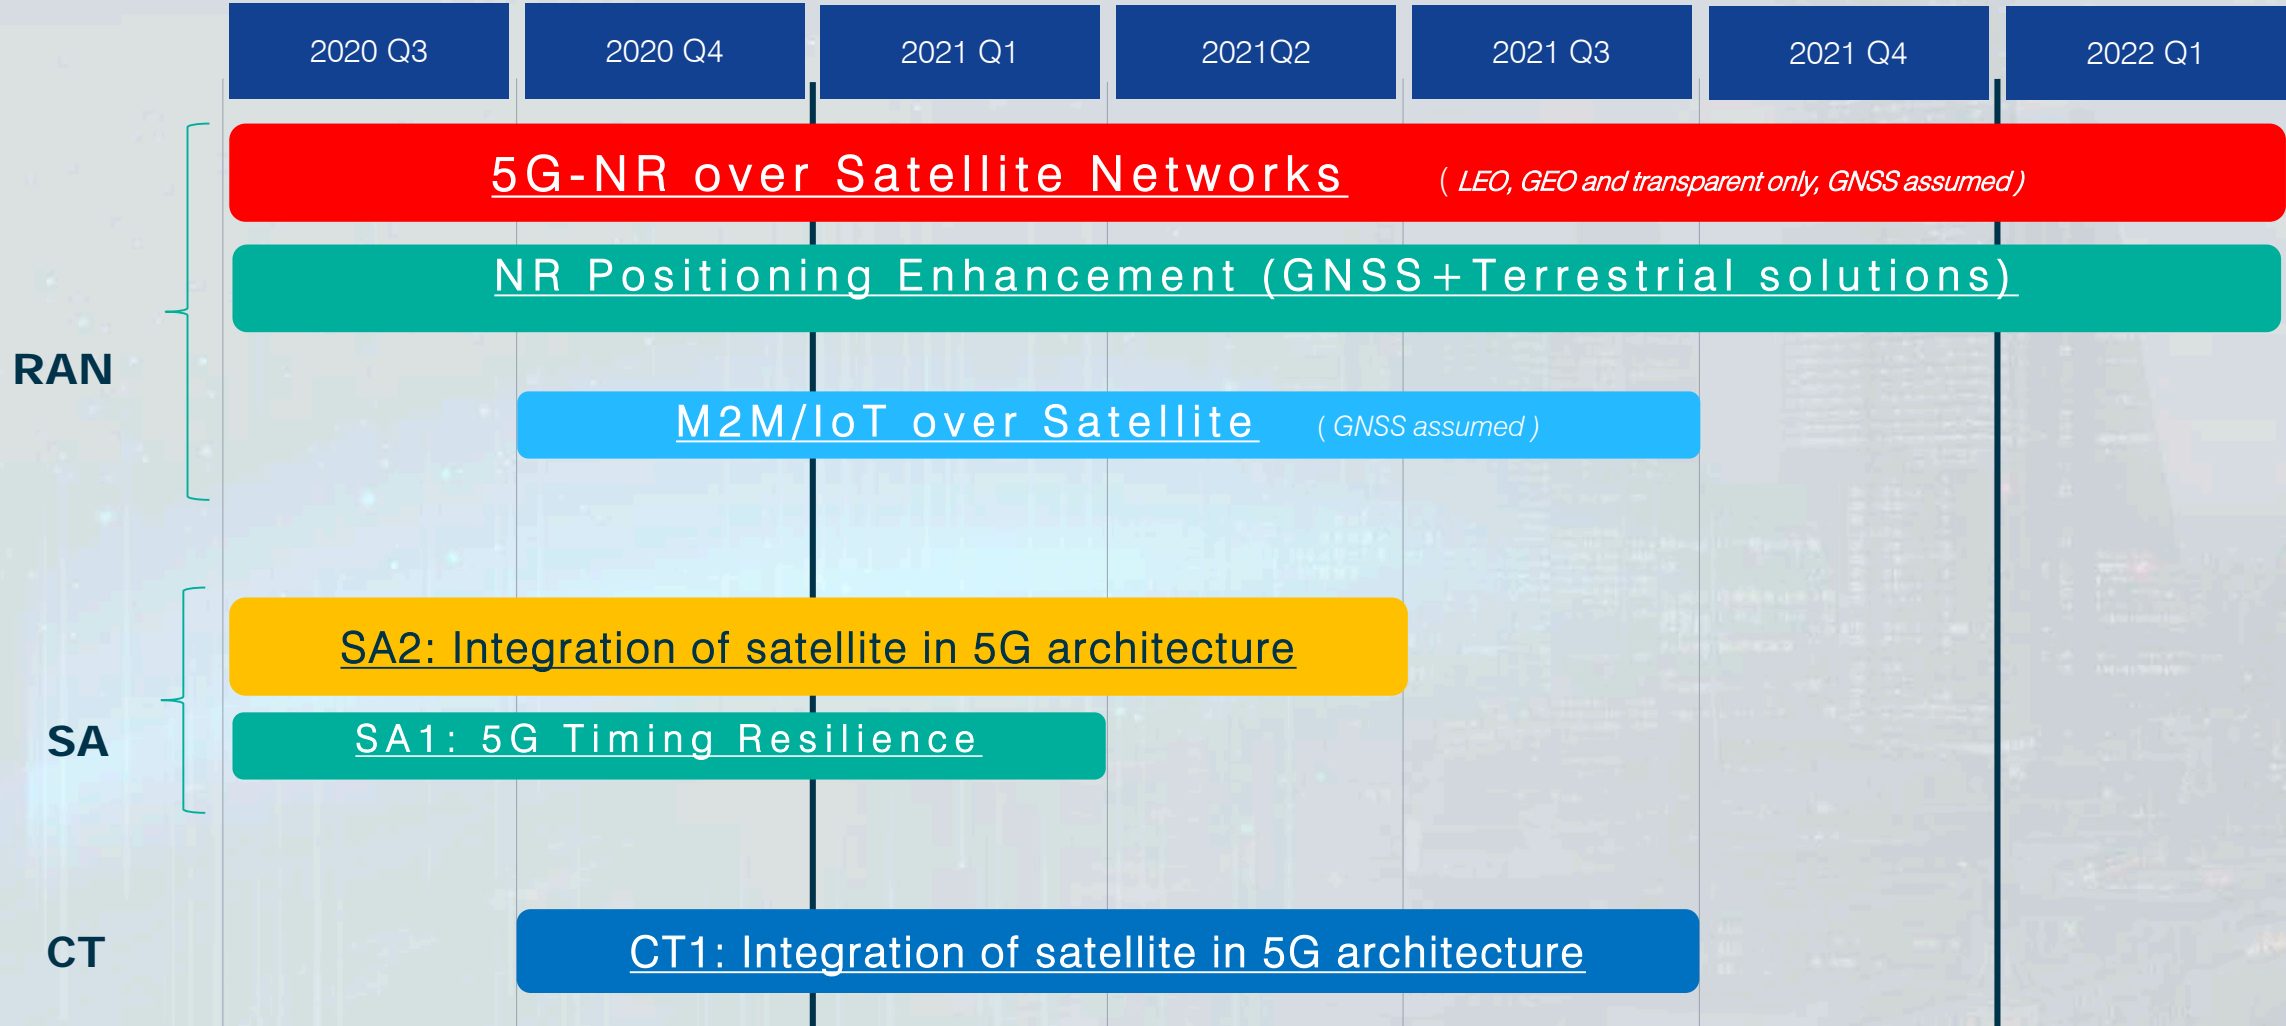 2020 Q3
2020 Q4
2021 Q1
2021Q2
2021 Q3
2021 Q4
2022 Q1
RAN
5G-NR over Satellite Networks ( LEO, GEO and transparent only, GNSS assumed )
NR Positioning Enhancement (GNSS+Terrestrial solutions)
M2M/IoT over Satellite ( GNSS assumed )
SA
SA2: Integration of satellite in 5G architecture
SA1: 5G Timing Resilience
CT
CT1: Integration of satellite in 5G architecture